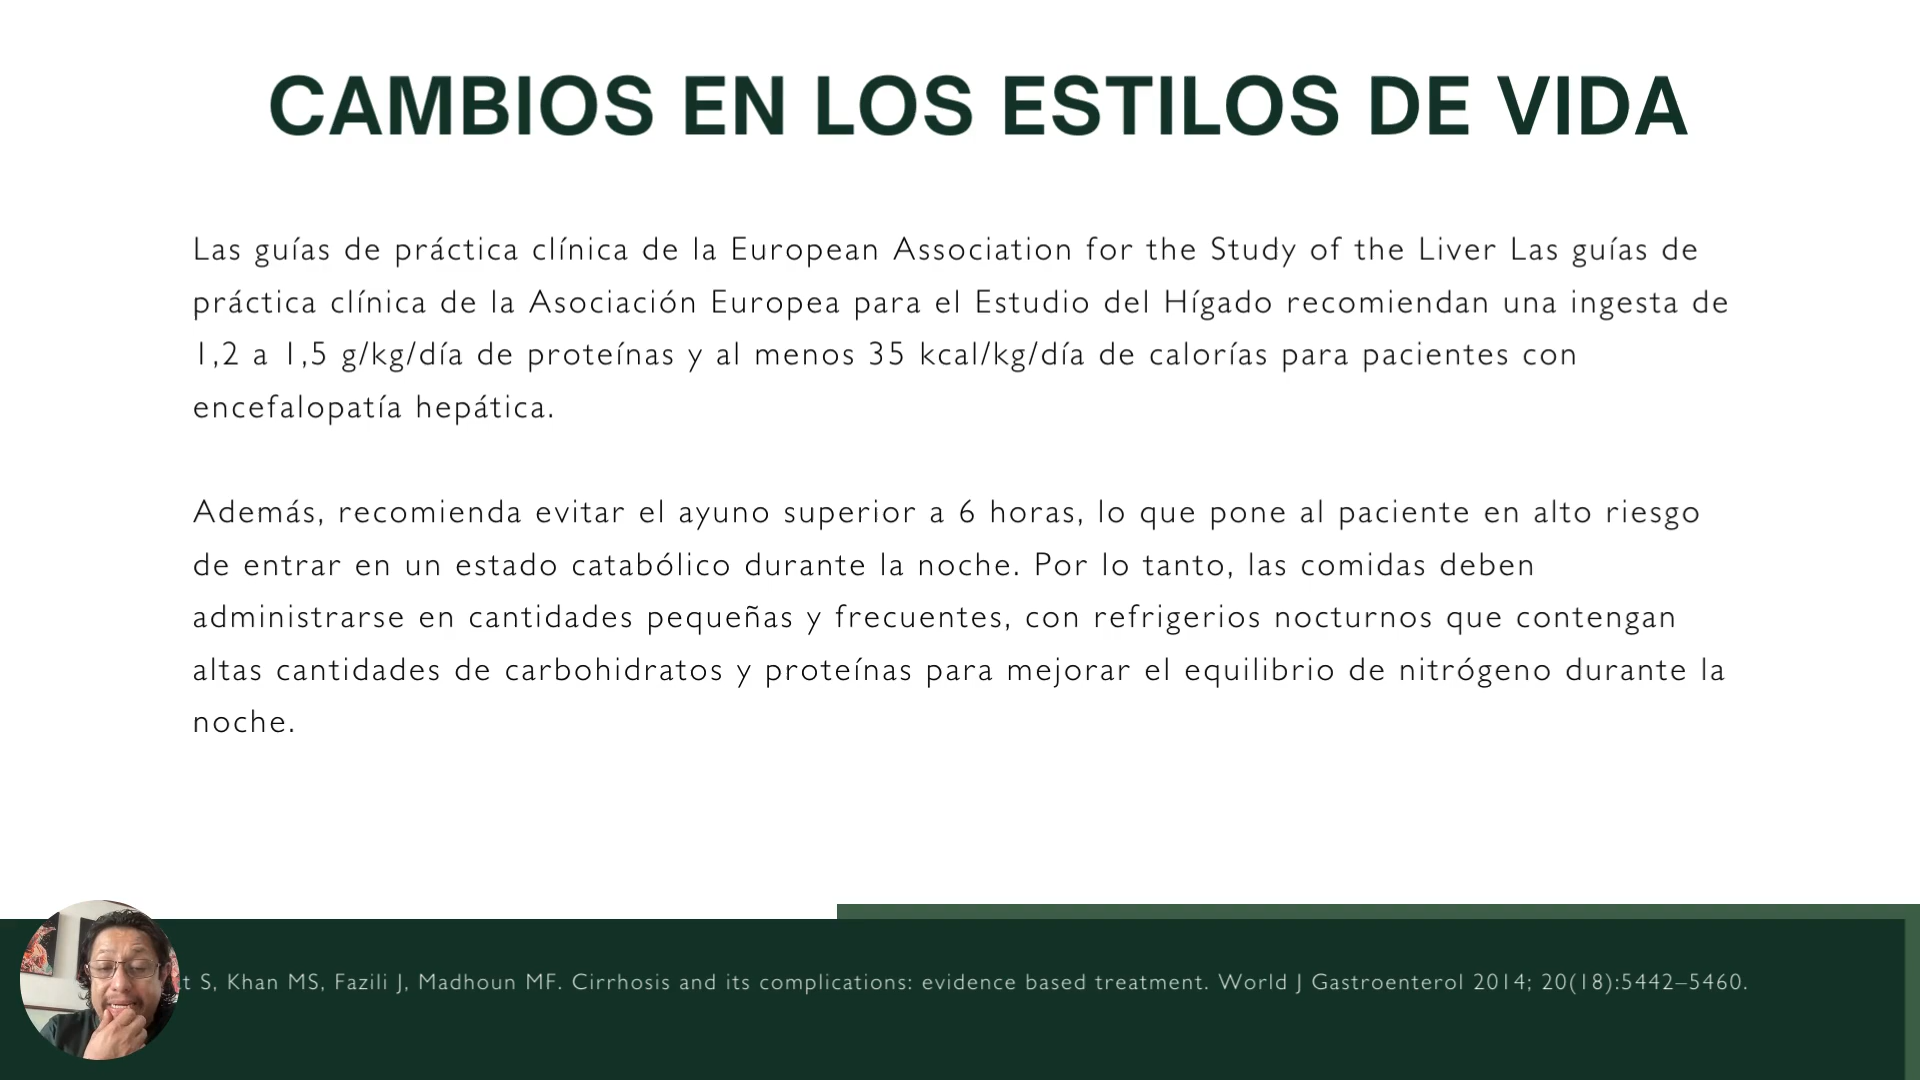 CAMBIOS EN LOS ESTILOS DE VIDA
Las guías de práctica clínica de la European Association for the Study of the Liver Las guías de
práctica clínica de la Asociación Europea para el Estudio del Hígado recomiendan una ingesta de
1,2 a 1,5 g/kg/día de proteínas y al menos 35 kcal/kg/día de calorías para pacientes con
encefalopatía hepática.
Además, recomienda evitar el ayuno superior a 6 horas, lo que pone al paciente en alto riesgo
de entrar en un estado catabólico durante la noche. Por lo tanto, las comidas deben
administrarse en cantidades pequeñas y frecuentes, con refrigerios nocturnos que contengan
altas cantidades de carbohidratos y proteínas para mejorar el equilibrio de nitrógeno durante la
noche.
S, Khan MS, Fazili J, Madhoun MF. Cirrhosis and its complications: evidence based treatment. World J Gastroenterol 2014; 20(18):5442–5460.